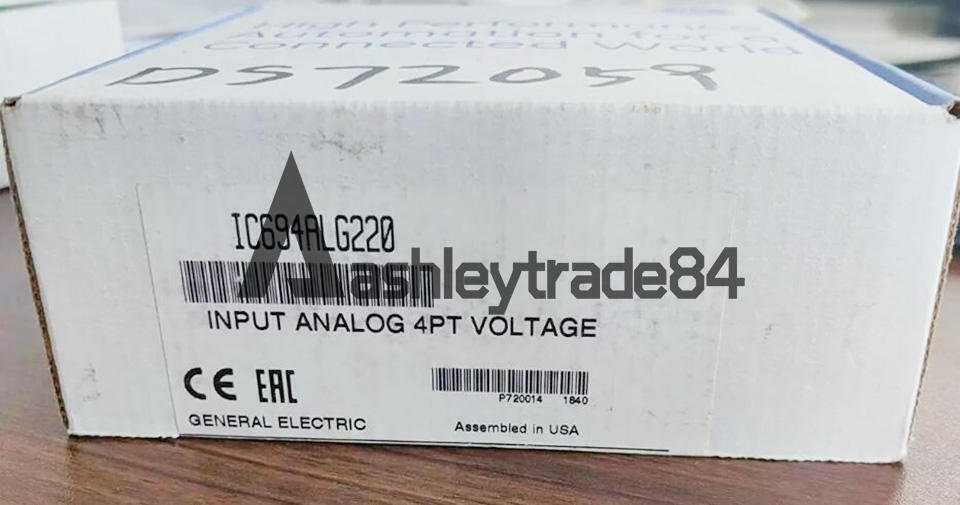 High Performance
Automation for a
Connected World
DS72059
IC694ALG220
ashleytrade84
INPUT ANALOG 4PT VOLTAGE
CE EAC
P720014 1840
GENERAL ELECTRIC
Assembled in USA